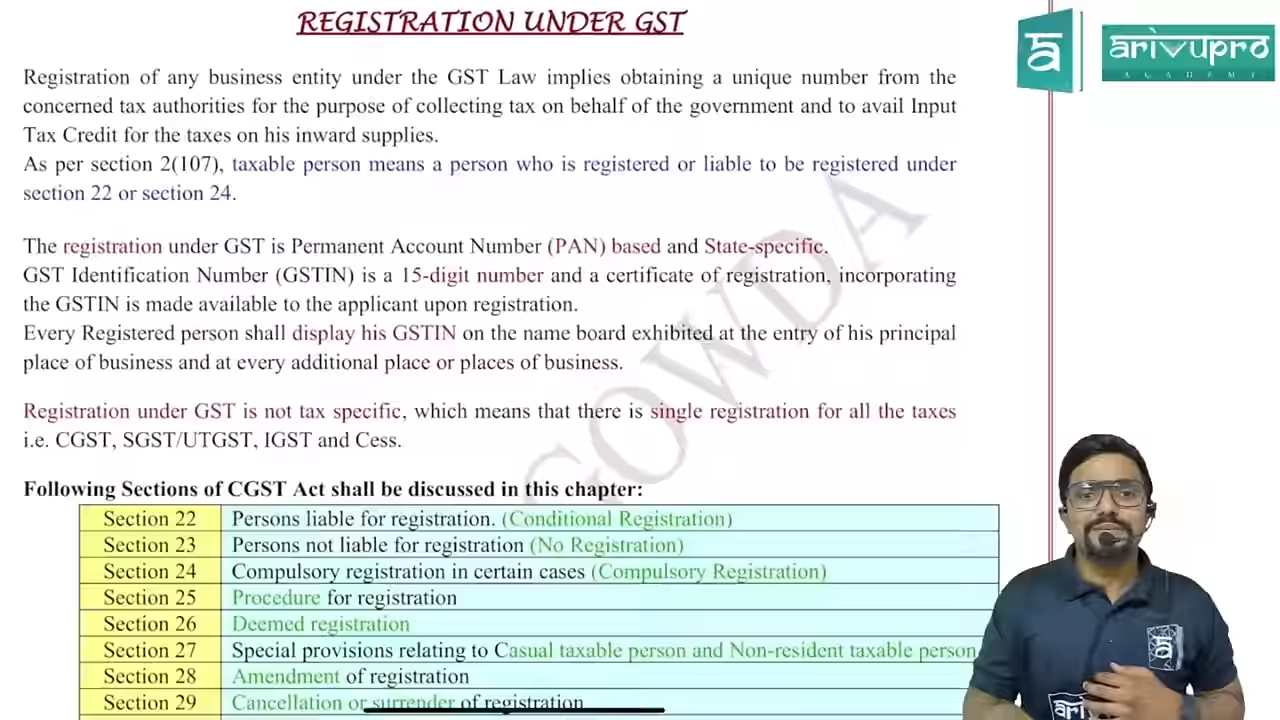 REGISTRATION UNDER GST
ā
ārivupro
ACADEMY
Registration of any business entity under the GST Law implies obtaining a unique number from the
concerned tax authorities for the purpose of collecting tax on behalf of the government and to avail Input
Tax Credit for the taxes on his inward supplies.
As per section 2(107), taxable person means a person who is registered or liable to be registered under
section 22 or section 24.
The registration under GST is Permanent Account Number (PAN) based and State-specific.
GST Identification Number (GSTIN) is a 15-digit number and a certificate of registration, incorporating
the GSTIN is made available to the applicant upon registration.
Every Registered person shall display his GSTIN on the name board exhibited at the entry of his principal
place of business and at every additional place or places of business.
Registration under GST is not tax specific, which means that there is single registration for all the taxes
i.e. CGST, SGST/UTGST, IGST and Cess.
Following Sections of CGST Act shall be discussed in this chapter:
Section 22 Persons liable for registration. (Conditional Registration)
Section 23 Persons not liable for registration (No Registration)
Section 24 Compulsory registration in certain cases (Compulsory Registration)
Section 25 Procedure for registration
Section 26 Deemed registration
Section 27 Special provisions relating to Casual taxable person and Non-resident taxable person
Section 28 Amendment of registration
Section 29 Cancellation or surrender of registration
GOWDA